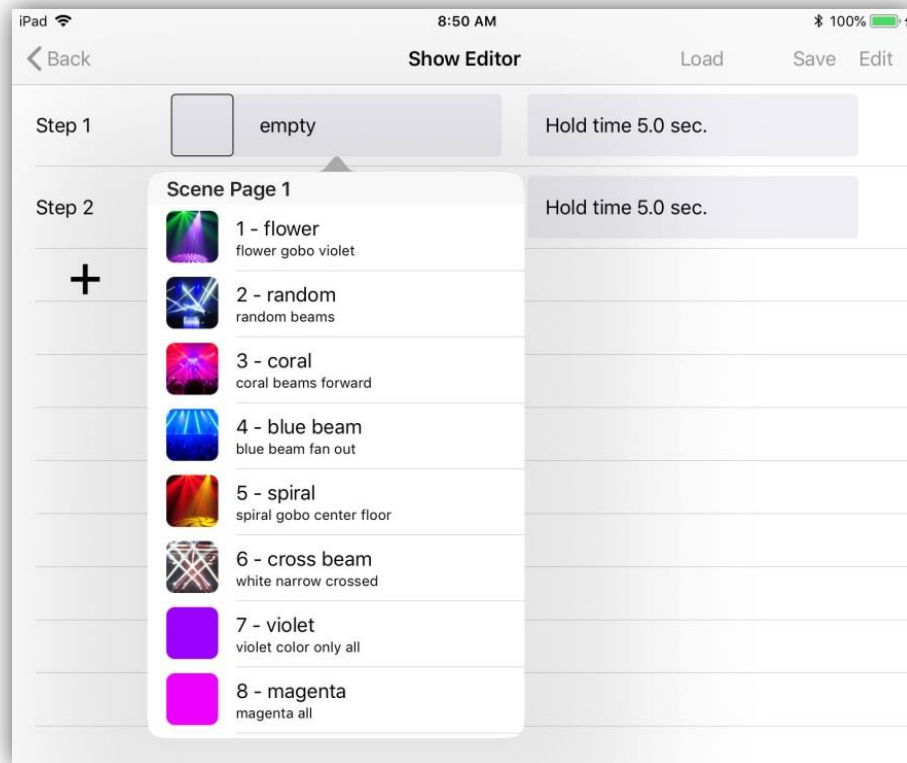 iPad 8:50 AM 100%
Back Show Editor Load Save Edit
Step 1 empty Hold time 5.0 sec.
Scene Page 1
Step 2 Hold time 5.0 sec.
1 - flower
flower gobo violet
+
2 - random
random beams
3 - coral
coral beams forward
4 - blue beam
blue beam fan out
5 - spiral
spiral gobo center floor
6 - cross beam
white narrow crossed
7 - violet
violet color only all
8 - magenta
magenta all